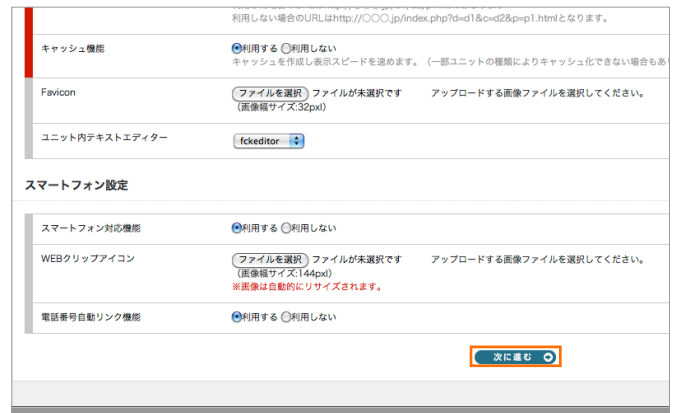 利用しない場合のURLはhttp://○○○.jp/index.php?d=d1&c=d2&p=p1.htmlとなります。
キャッシュ機能 利用する 利用しない
キャッシュを作成し表示スピードを速めます。（一部ユニットの種類によりキャッシュ化できない場合もあり
Favicon ファイルを選択 ファイルが未選択です アップロードする画像ファイルを選択してください。
（画像幅サイズ:32pxl）
ユニット内テキストエディター fckeditor
スマートフォン設定
スマートフォン対応機能 利用する 利用しない
WEBクリップアイコン ファイルを選択 ファイルが未選択です アップロードする画像ファイルを選択してください。
（画像幅サイズ:144pxl）
※画像は自動的にリサイズされます。
電話番号自動リンク機能 利用する 利用しない
次に進む